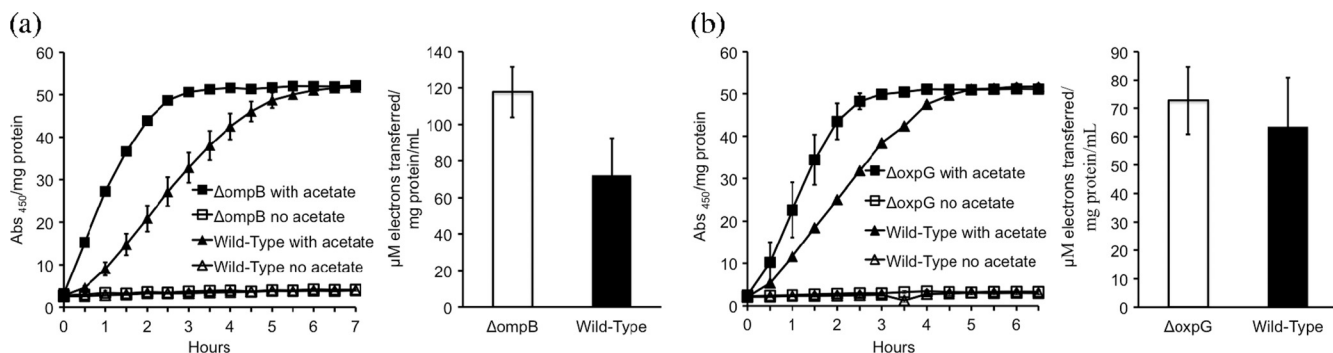 (a)
60
50
40
30
20
10
0
Abs 450/mg protein
ΔompB with acetate
ΔompB no acetate
Wild-Type with acetate
Wild-Type no acetate
0 1 2 3 4 5 6 7
Hours
140
120
100
80
60
40
20
0
µM electrons transferred/
mg protein/mL
ΔompB Wild-Type
(b)
60
50
40
30
20
10
0
Abs 450/mg protein
ΔoxpG with acetate
ΔoxpG no acetate
Wild-Type with acetate
Wild-Type no acetate
0 1 2 3 4 5 6
Hours
90
80
70
60
50
40
30
20
10
0
µM electrons transferred/
mg protein/mL
ΔoxpG Wild-Type